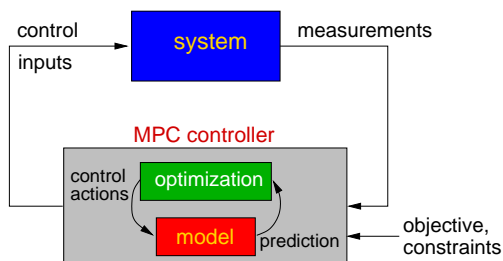 control
inputs
system
measurements
MPC controller
control
actions
optimization
model
prediction
objective,
constraints